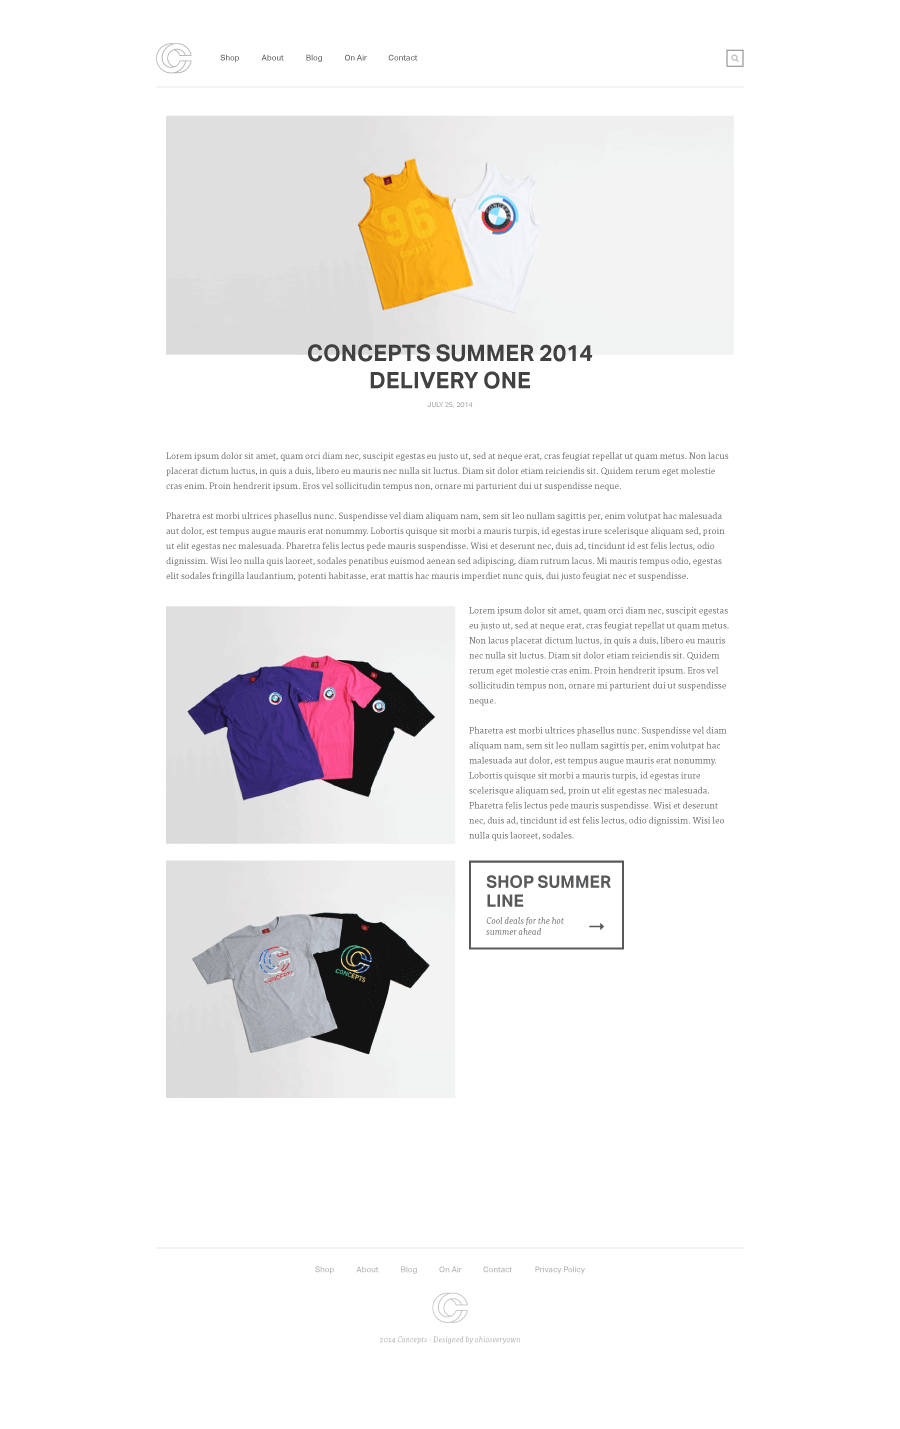 Shop About Blog On Air Contact
96
CONCEPTS
CONCEPTS SUMMER 2014
DELIVERY ONE
JULY 25, 2014
Lorem ipsum dolor sit amet, quam orci diam nec, suscipit egestas eu justo ut, sed at neque erat, cras feugiat repellat ut quam metus. Non lacus
placerat dictum luctus, in quis a duis, libero eu mauris nec nulla sit luctus. Diam sit dolor etiam reiciendis sit. Quidem rerum eget molestie
cras enim. Proin hendrerit ipsum. Eros vel sollicitudin tempus non, ornare mi parturient dui ut suspendisse neque.
Pharetra est morbi ultrices phasellus nunc. Suspendisse vel diam aliquam nam, sem sit leo nullam sagittis per, enim volutpat hac malesuada
aut dolor, est tempus augue mauris erat nonummy. Lobortis quisque sit morbi a mauris turpis, id egestas irure scelerisque aliquam sed, proin
ut elit egestas nec malesuada. Pharetra felis lectus pede mauris suspendisse. Wisi et deserunt nec, duis ad, tincidunt id est felis lectus, odio
dignissim. Wisi leo nulla quis laoreet, sodales penatibus euismod aenean sed adipiscing, diam rutrum lacus. Mi mauris tempus odio, egestas
elit sodales fringilla laudantium, potenti habitasse, erat mattis hac mauris imperdiet nunc quis, dui justo feugiat nec et suspendisse.
Lorem ipsum dolor sit amet, quam orci diam nec, suscipit egestas
eu justo ut, sed at neque erat, cras feugiat repellat ut quam metus.
Non lacus placerat dictum luctus, in quis a duis, libero eu mauris
nec nulla sit luctus. Diam sit dolor etiam reiciendis sit. Quidem
rerum eget molestie cras enim. Proin hendrerit ipsum. Eros vel
sollicitudin tempus non, ornare mi parturient dui ut suspendisse
neque.
Pharetra est morbi ultrices phasellus nunc. Suspendisse vel diam
aliquam nam, sem sit leo nullam sagittis per, enim volutpat hac
malesuada aut dolor, est tempus augue mauris erat nonummy.
Lobortis quisque sit morbi a mauris turpis, id egestas irure
scelerisque aliquam sed, proin ut elit egestas nec malesuada.
Pharetra felis lectus pede mauris suspendisse. Wisi et deserunt
nec, duis ad, tincidunt id est felis lectus, odio dignissim. Wisi leo
nulla quis laoreet, sodales.
CONCEPTS
CONCEPTS
SHOP SUMMER
LINE
Cool deals for the hot
summer ahead
Shop About Blog On Air Contact Privacy Policy
2014 Concepts - Designed by ohiosveryown